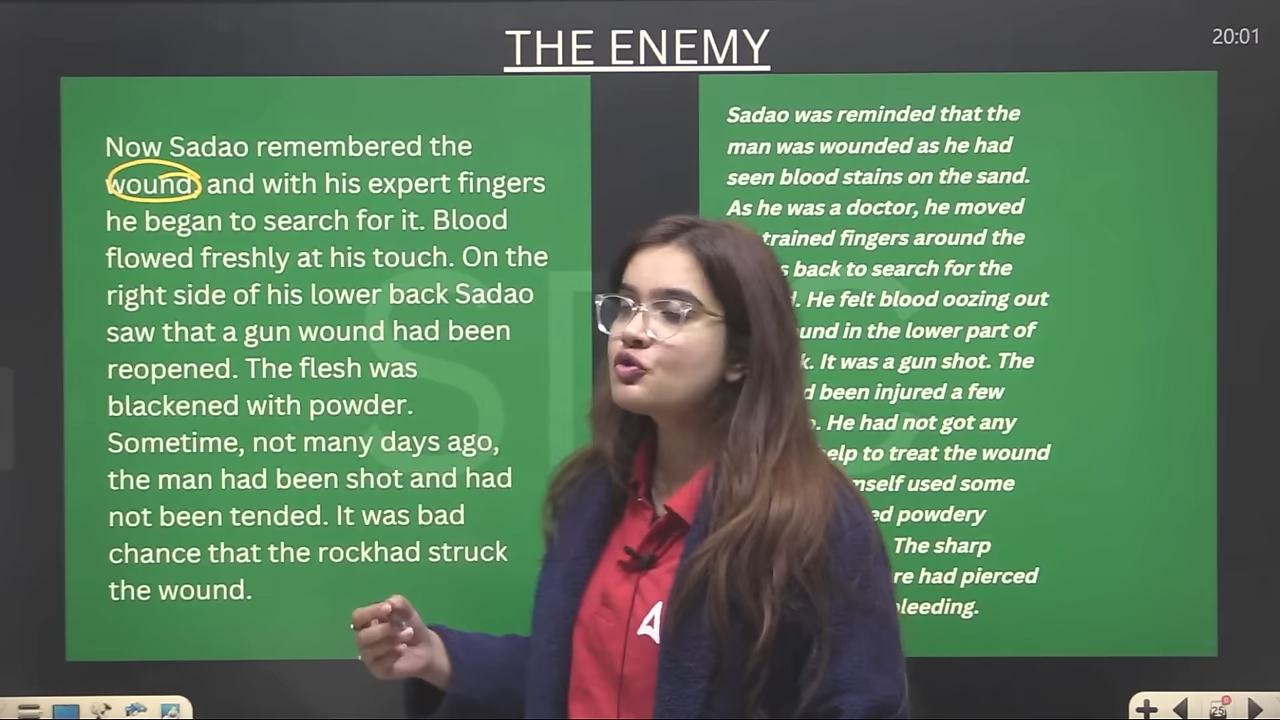 THE ENEMY
20:01
Now Sadao remembered the
wound, and with his expert fingers
he began to search for it. Blood
flowed freshly at his touch. On the
right side of his lower back Sadao
saw that a gun wound had been
reopened. The flesh was
blackened with powder.
Sometime, not many days ago,
the man had been shot and had
not been tended. It was bad
chance that the rockhad struck
the wound.
Sadao was reminded that the
man was wounded as he had
seen blood stains on the sand.
As he was a doctor, he moved
trained fingers around the
back to search for the
He felt blood oozing out
in the lower part of
It was a gun shot. The
been injured a few
He had not got any
to treat the wound
used some
powdery
The sharp
had pierced
bleeding.
25